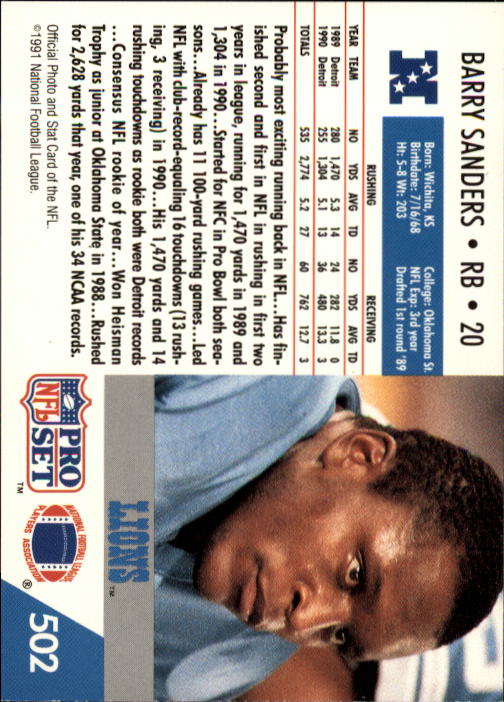 BARRY SANDERS • RB • 20
N
Born: Wichita, KS College: Oklahoma St.
Birthdate: 7/16/68 NFL Exp: 3rd year
Ht: 5-8 Wt: 203 Drafted 1st round '89
RUSHING RECEIVING
YEAR TEAM NO YDS AVG TD NO YDS AVG TD
1989 Detroit 280 1,470 5.3 14 24 282 11.8 0
1990 Detroit 255 1,304 5.1 13 36 480 13.3 3
TOTALS 535 2,774 5.2 27 60 762 12.7 3
Probably most exciting running back in NFL...Has fin-
ished second and first in NFL in rushing in first two
years in league, running for 1,470 yards in 1989 and
1,304 in 1990...Started for NFC in Pro Bowl both sea-
sons...Already has 11 100-yard rushing games...Led
NFL with club-record-equaling 16 touchdowns (13 rush-
ing, 3 receiving) in 1990...His 1,470 yards and 14
rushing touchdowns as rookie both were Detroit records
...Consensus NFL rookie of year...Won Heisman
Trophy as junior at Oklahoma State in 1988...Rushed
for 2,628 yards that year, one of his 34 NCAA records.
Official Photo and Stat Card of the NFL.
©1991 National Football League.
LIONS™
NFL PRO SET™
NATIONAL FOOTBALL LEAGUE
PLAYERS ASSOCIATION®
502